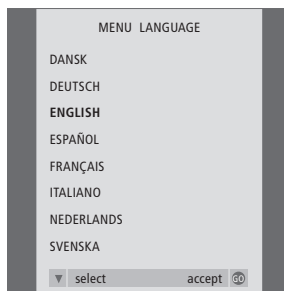 MENU LANGUAGE
DANSK
DEUTSCH
ENGLISH
ESPAÑOL
FRANÇAIS
ITALIANO
NEDERLANDS
SVENSKA
▼ select accept GO